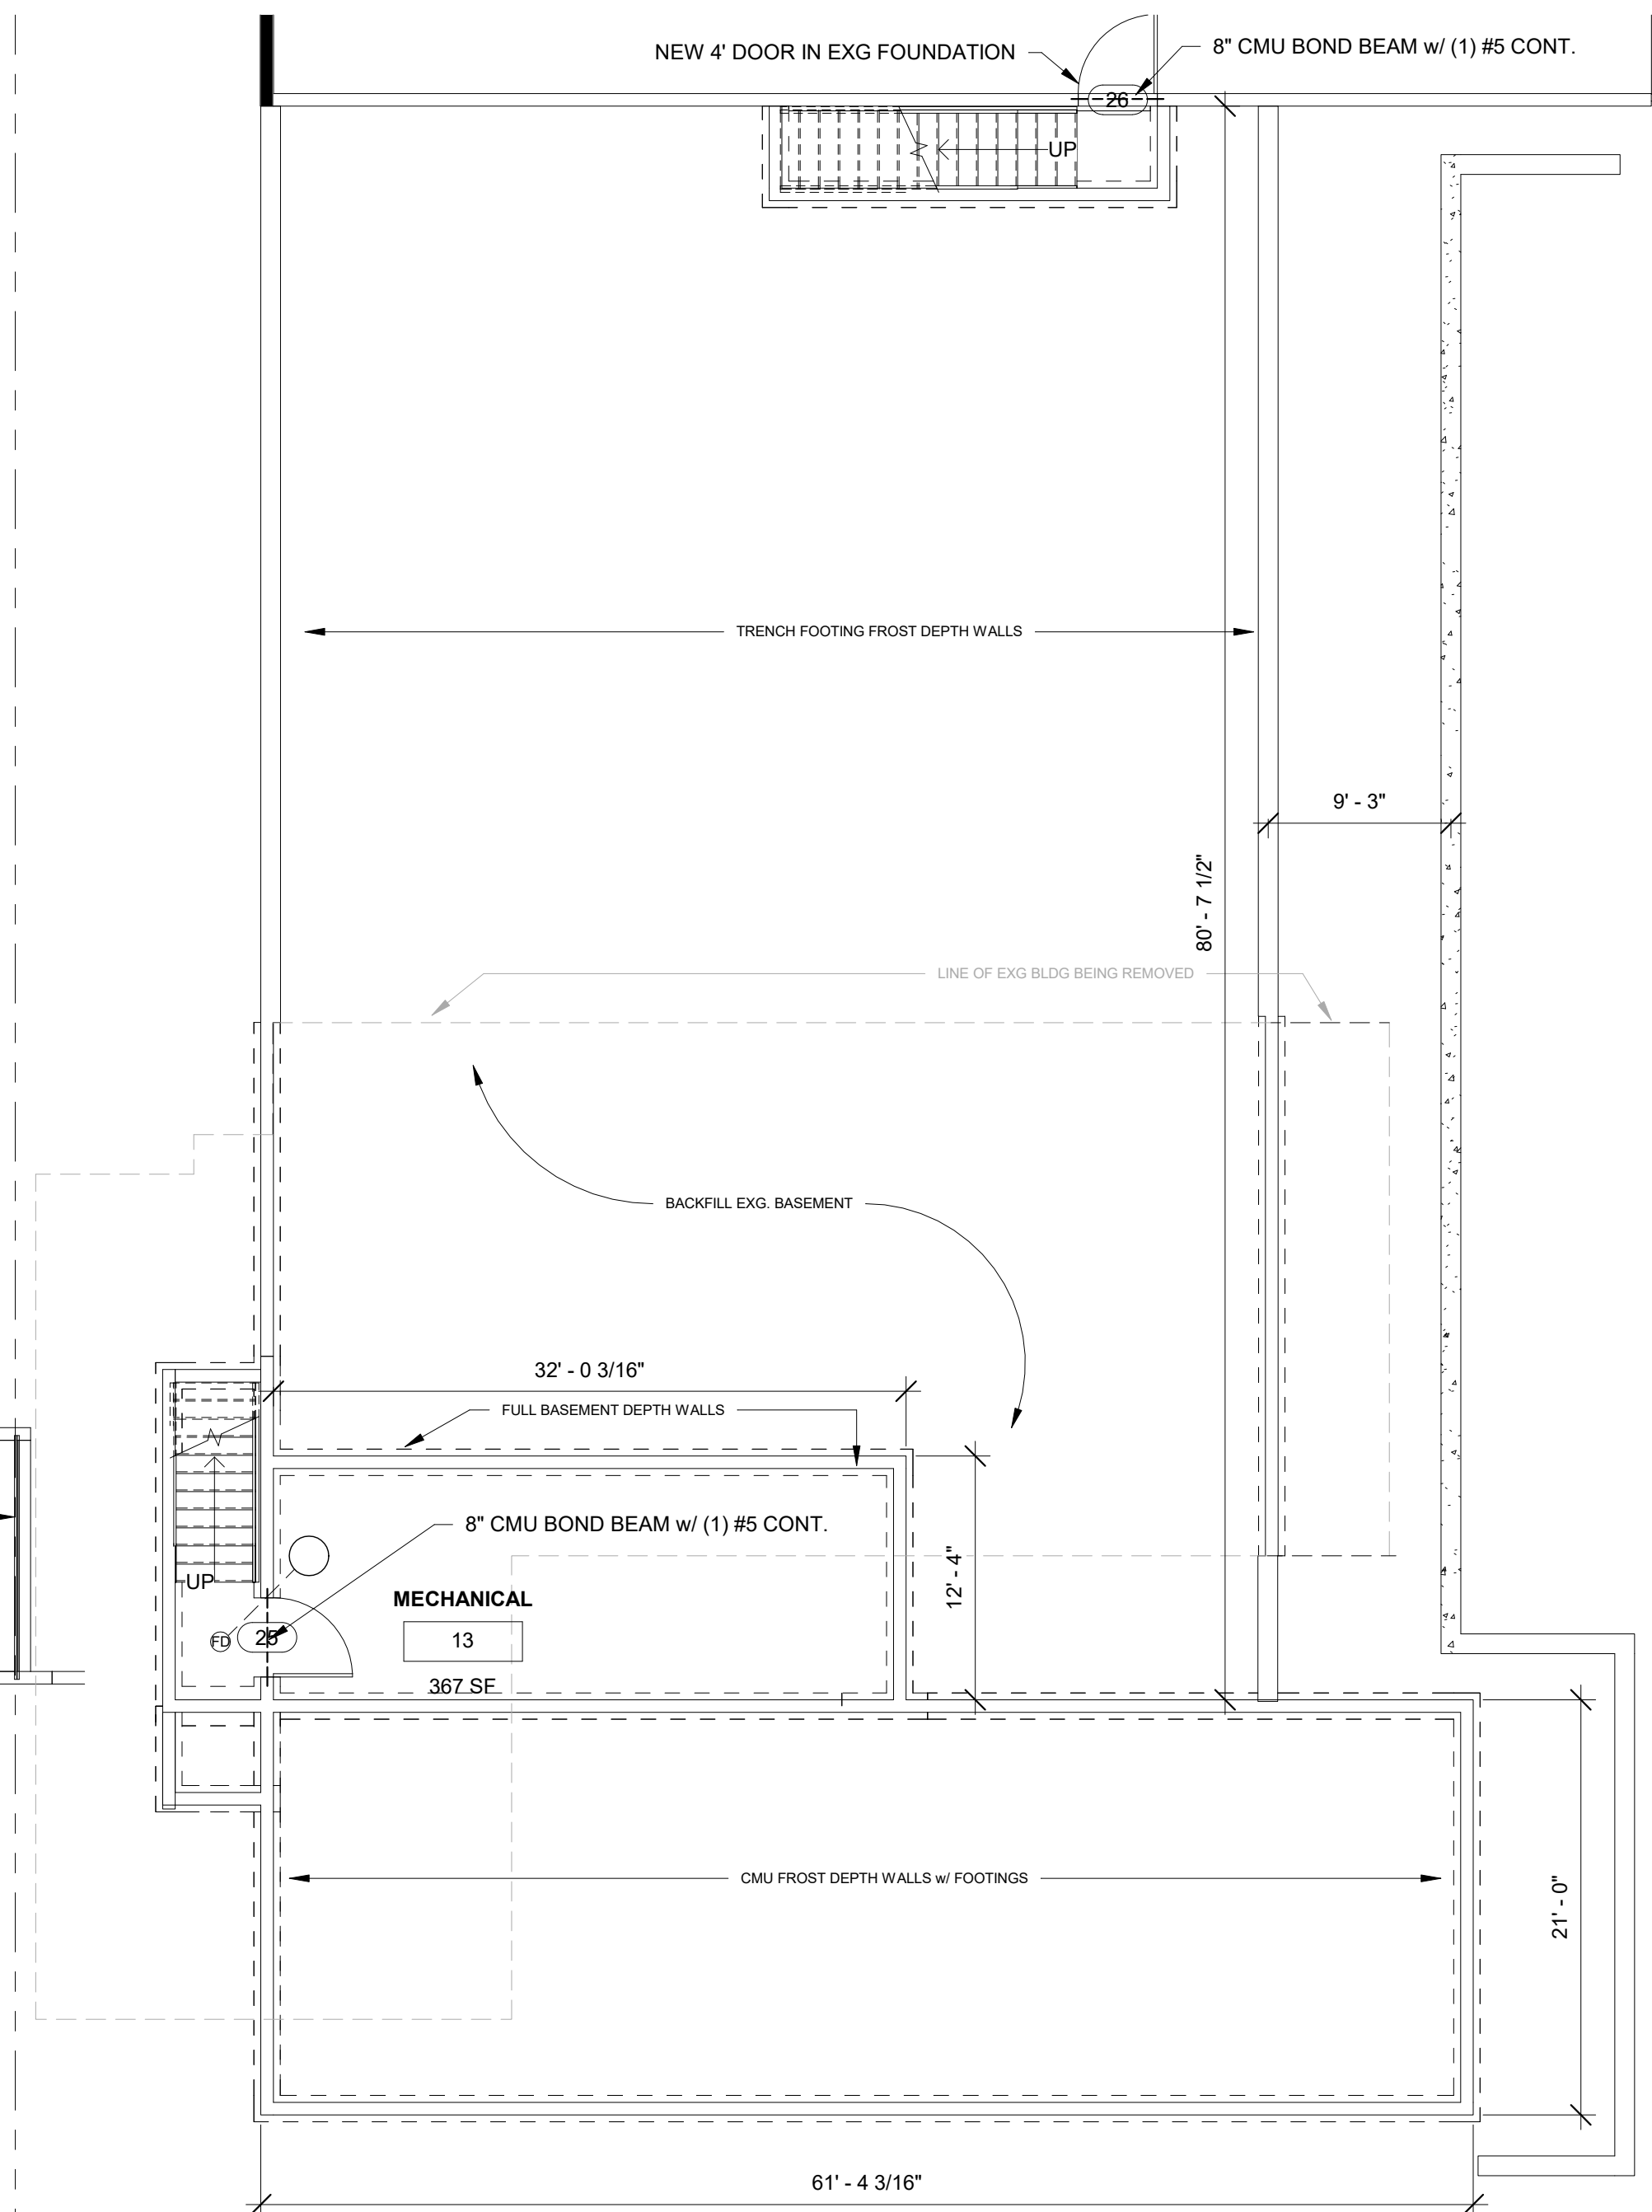 NEW 4' DOOR IN EXG FOUNDATION
8" CMU BOND BEAM w/ (1) #5 CONT.
26
UP
TRENCH FOOTING FROST DEPTH WALLS
9' - 3"
80' - 7 1/2"
LINE OF EXG BLDG BEING REMOVED
BACKFILL EXG. BASEMENT
32' - 0 3/16"
FULL BASEMENT DEPTH WALLS
8" CMU BOND BEAM w/ (1) #5 CONT.
12' - 4"
UP
MECHANICAL
FD
25
13
367 SF
CMU FROST DEPTH WALLS w/ FOOTINGS
21' - 0"
61' - 4 3/16"